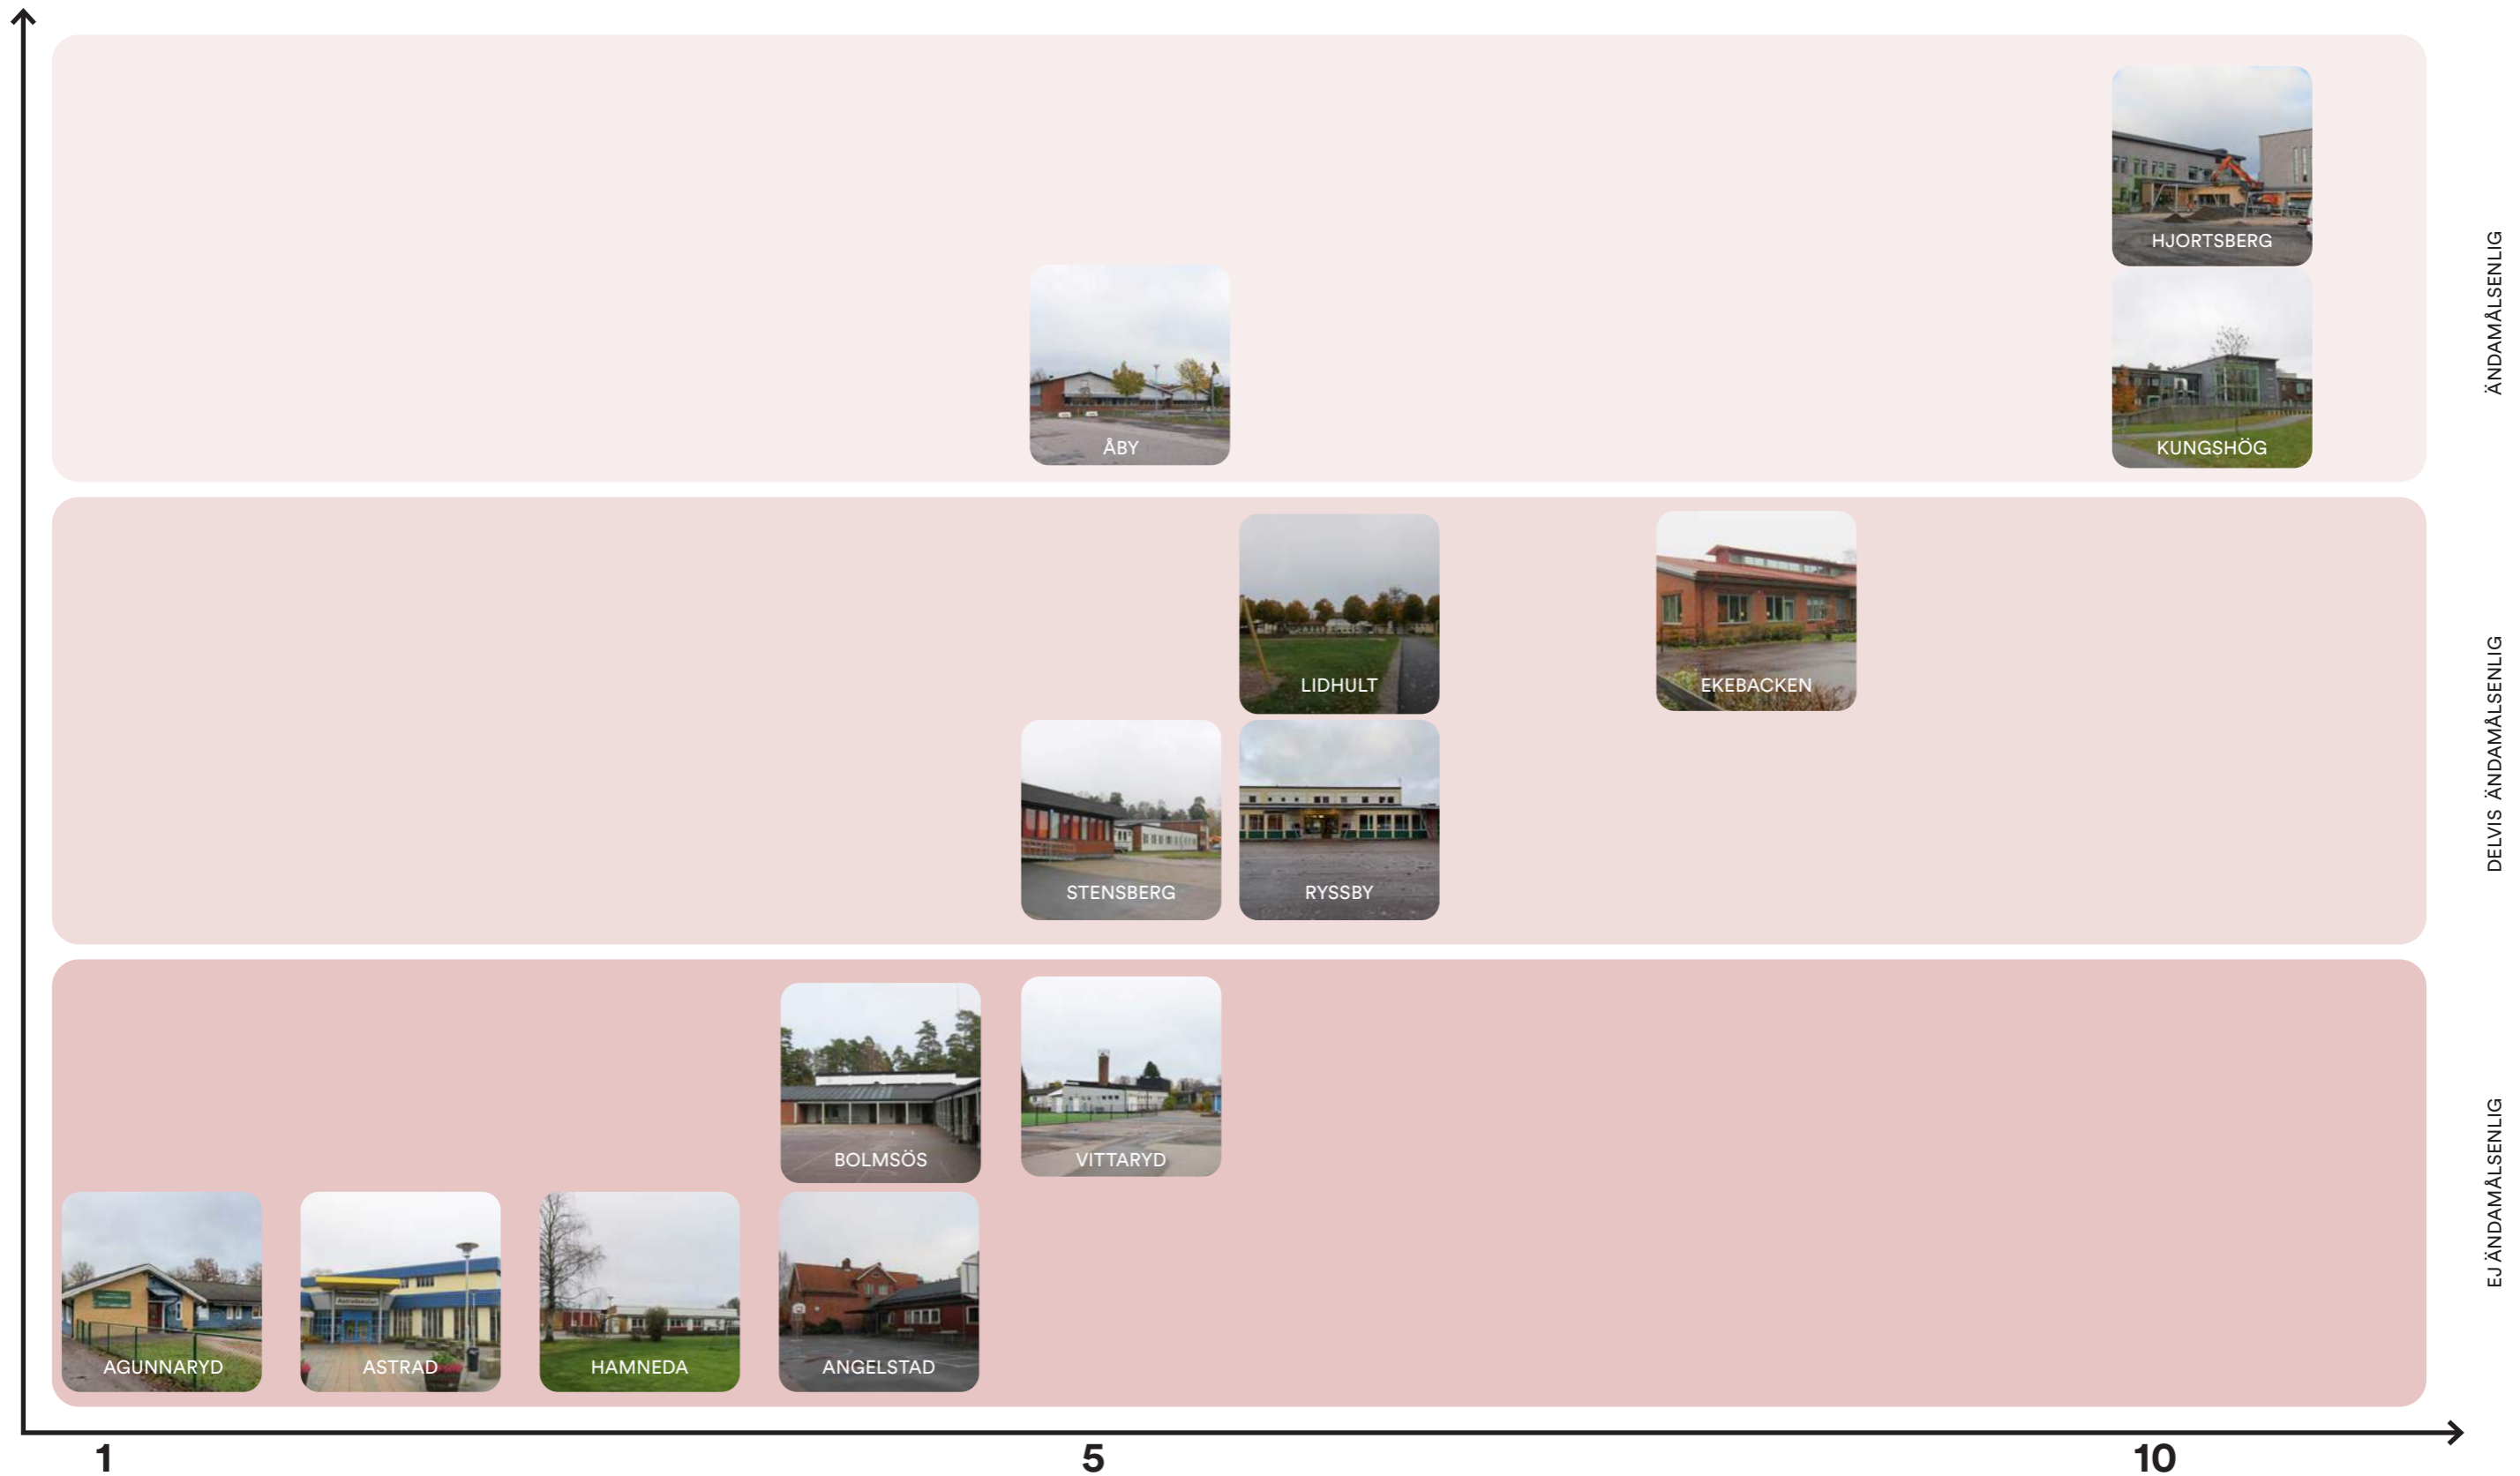 HJORTSBERG
ÅBY
KUNGSHÖG
ÄNDAMÅLSENLIG
LIDHULT
EKEBACKEN
STENSBERG
RYSSBY
DELVIS ÄNDAMÅLSENLIG
BOLMSÖS
VITTARYD
Astradskolan
AGUNNARYD
ASTRAD
HAMNEDA
ANGELSTAD
EJ ÄNDAMÅLSENLIG
1
5
10